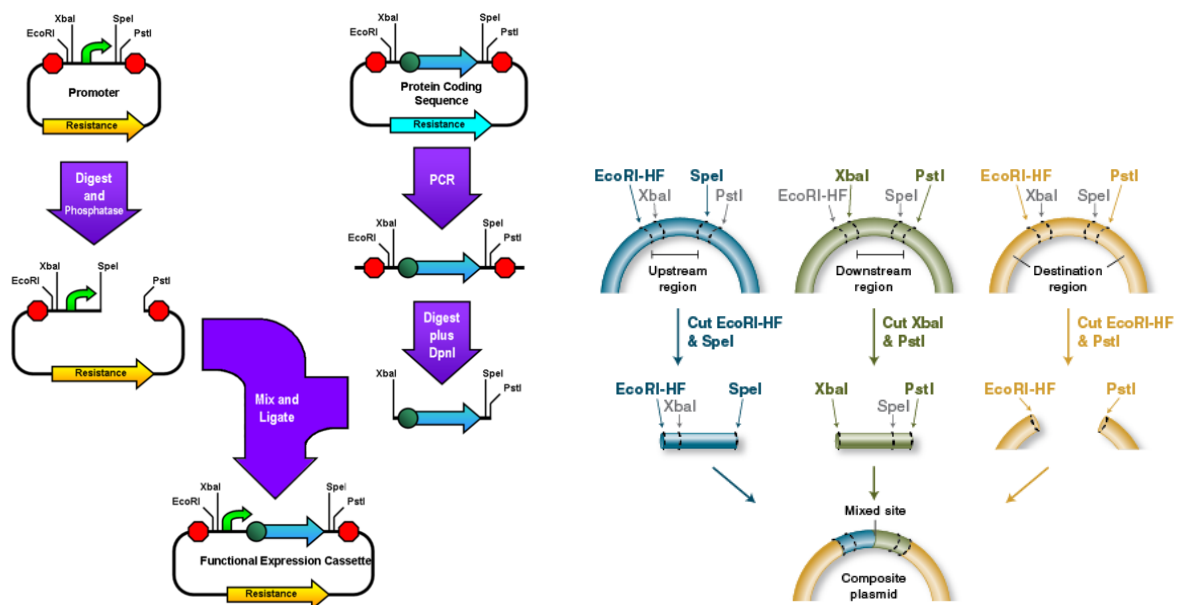 XbaI
SpeI
EcoRI
PstI
Promoter
Resistance
XbaI
SpeI
EcoRI
PstI
Protein Coding
Sequence
Resistance
Digest
and
Phosphatase
PCR
XbaI
SpeI
EcoRI
PstI
XbaI
SpeI
EcoRI
PstI
Resistance
Digest
plus
DpnI
XbaI
SpeI
PstI
Mix and
Ligate
XbaI
SpeI
EcoRI
PstI
Functional Expression Cassette
Resistance
EcoRI-HF
SpeI
XbaI
PstI
Upstream
region
XbaI
PstI
EcoRI-HF
SpeI
Downstream
region
EcoRI-HF
PstI
XbaI
SpeI
Destination
region
Cut EcoRI-HF
& SpeI
Cut XbaI
& PstI
Cut EcoRI-HF
& PstI
EcoRI-HF
SpeI
XbaI
XbaI
PstI
SpeI
EcoRI-HF
PstI
Mixed site
Composite
plasmid